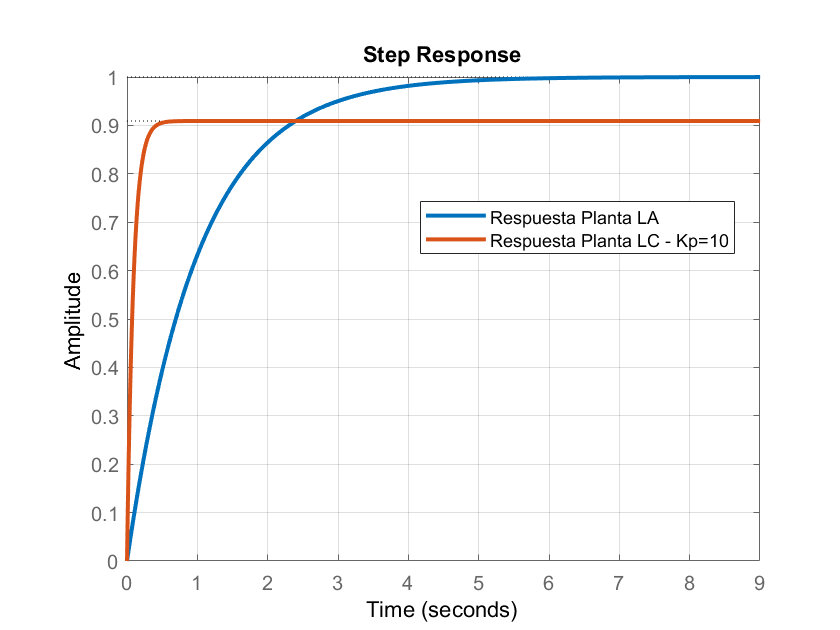 Step Response
1
0.9
0.8
0.7
0.6
0.5
0.4
0.3
0.2
0.1
0
Amplitude
Respuesta Planta LA
Respuesta Planta LC - Kp=10
0 1 2 3 4 5 6 7 8 9
Time (seconds)